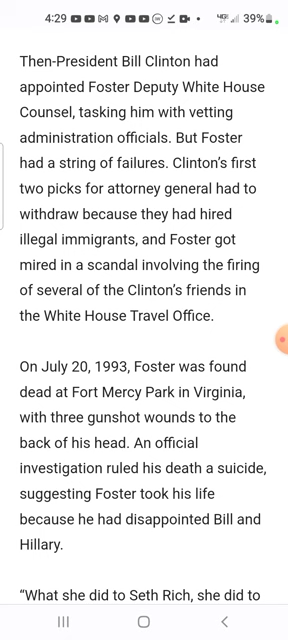 4:29
39%
Then-President Bill Clinton had
appointed Foster Deputy White House
Counsel, tasking him with vetting
administration officials. But Foster
had a string of failures. Clinton's first
two picks for attorney general had to
withdraw because they had hired
illegal immigrants, and Foster got
mired in a scandal involving the firing
of several of the Clinton's friends in
the White House Travel Office.
On July 20, 1993, Foster was found
dead at Fort Mercy Park in Virginia,
with three gunshot wounds to the
back of his head. An official
investigation ruled his death a suicide,
suggesting Foster took his life
because he had disappointed Bill and
Hillary.
“What she did to Seth Rich, she did to